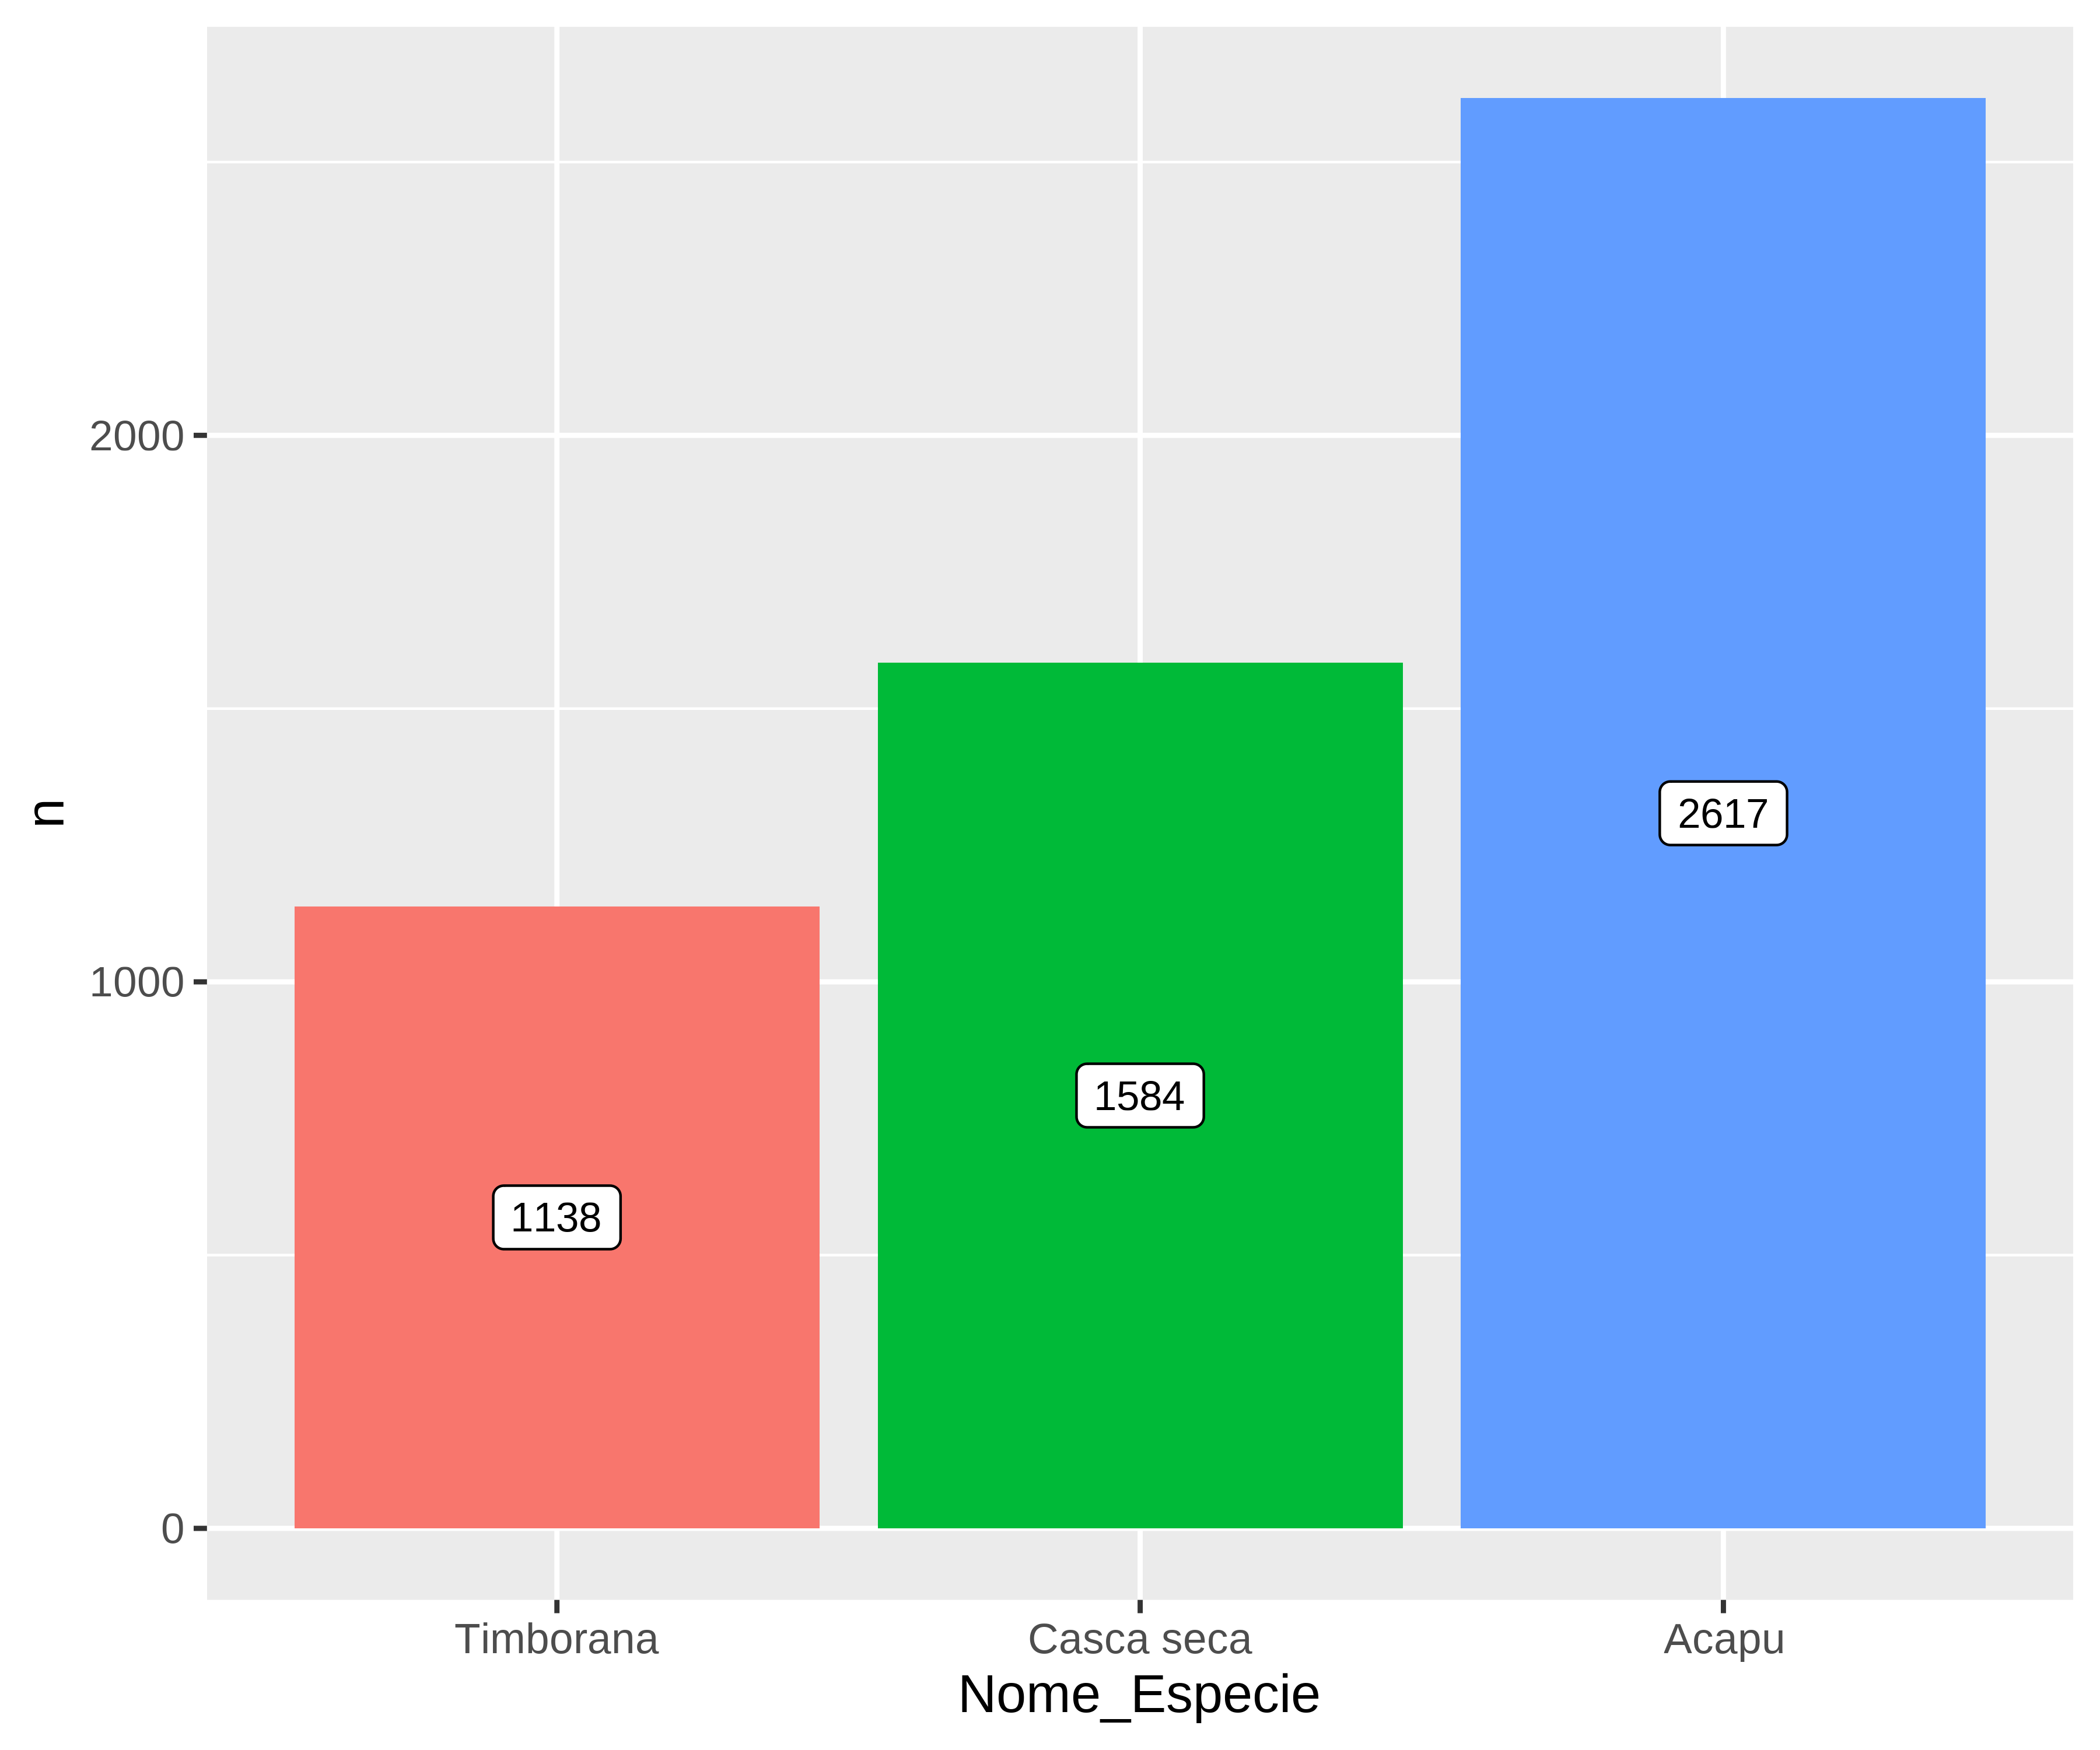 n
2000
1000
0
2617
1584
1138
Timborana Casca seca Acapu
Nome_Especie